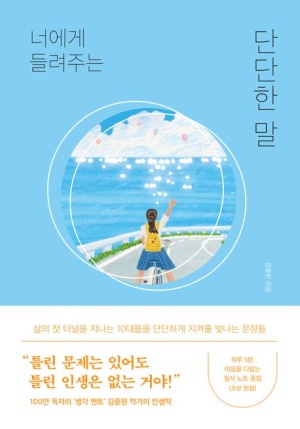 너에게
들려주는
단단한 말
김종원 지음
삶의 첫 터널을 지나는 10대들을 단단하게 지켜줄 빛나는 문장들
“틀린 문제는 있어도
틀린 인생은 없는 거야!”
100만 독자의 ‘생각 멘토’ 김종원 작가의 인생작
하루 5분,
마음을 다잡는
필사 노트 증정
(초판 한정)